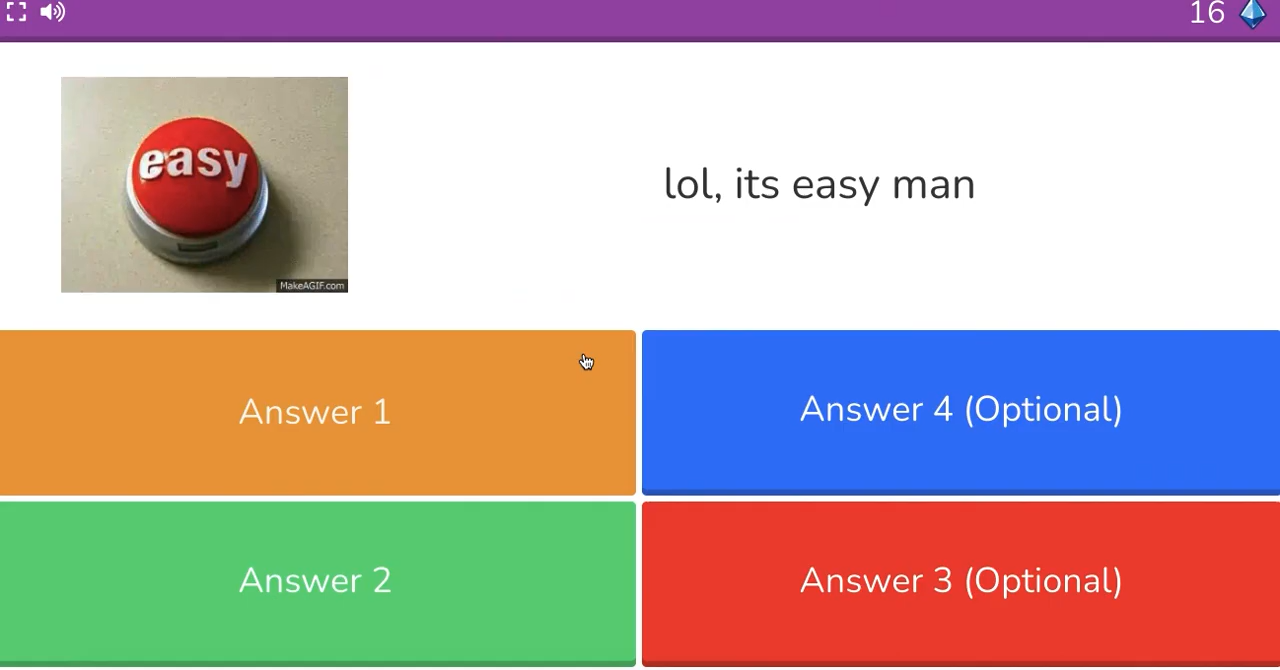 16
easy
MakeAGIF.com
lol, its easy man
Answer 1
Answer 4 (Optional)
Answer 2
Answer 3 (Optional)